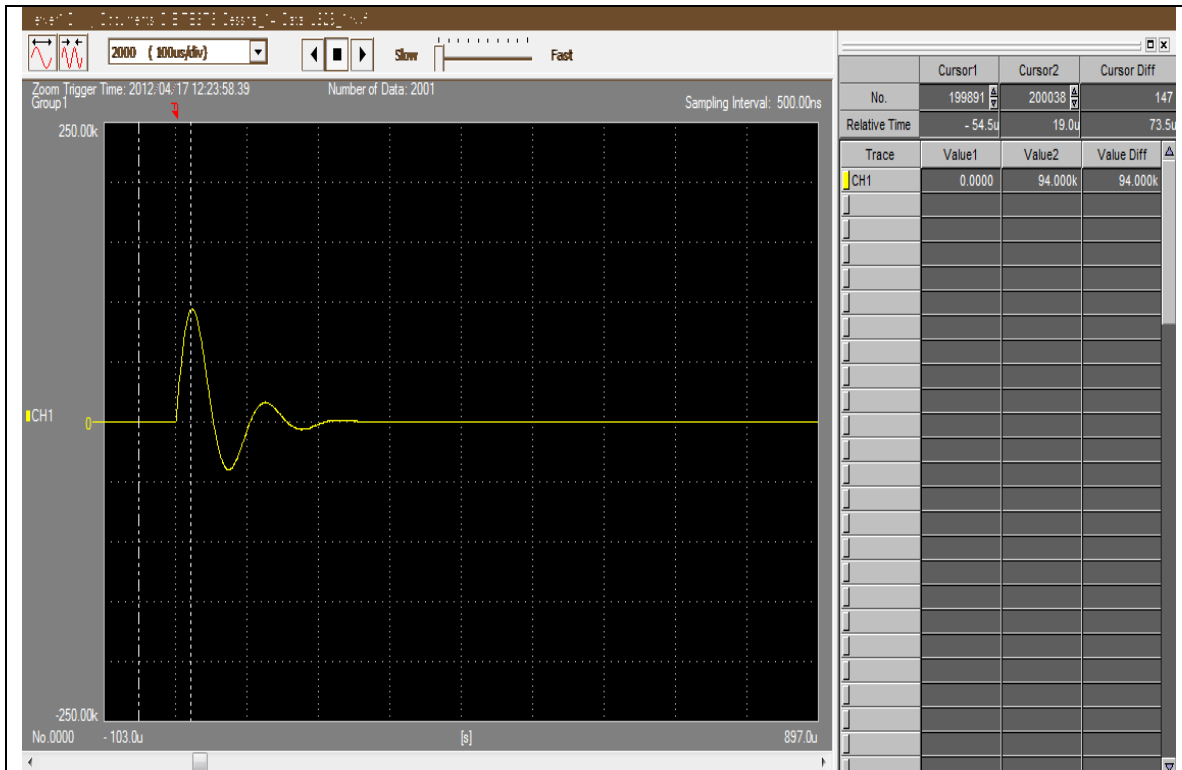 2000 ( 100us/div)
Slow
Fast
Zoom Trigger Time: 2012. 04. 17 12:23:58.39 Number of Data: 2001
Group1
Sampling Interval: 500.00ns
250.00k
CH1
0
-250.00k
No.0000 - 103.0u [s] 897.0u
Cursor1 Cursor2 Cursor Diff
No. 199891 200038 147
Relative Time - 54.5u 19.0u 73.5u
Trace Value1 Value2 Value Diff
CH1 0.0000 94.000k 94.000k